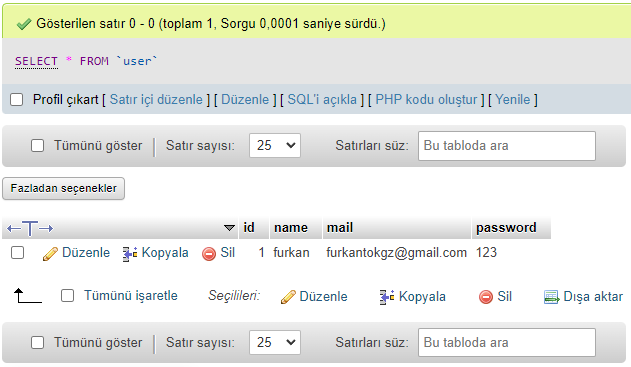 Gösterilen satır 0 - 0 (toplam 1, Sorgu 0,0001 saniye sürdü.)
SELECT * FROM `user`
Profil çıkart [ Satır içi düzenle ] [ Düzenle ] [ SQL'i açıkla ] [ PHP kodu oluştur ] [ Yenile ]
Tümünü göster Satır sayısı: 25 Satırları süz: Bu tabloda ara
Fazladan seçenekler
id name mail password
Düzenle Kopyala Sil 1 furkan furkantokgz@gmail.com 123
Tümünü işaretle Seçilileri: Düzenle Kopyala Sil Dışa aktar
Tümünü göster Satır sayısı: 25 Satırları süz: Bu tabloda ara